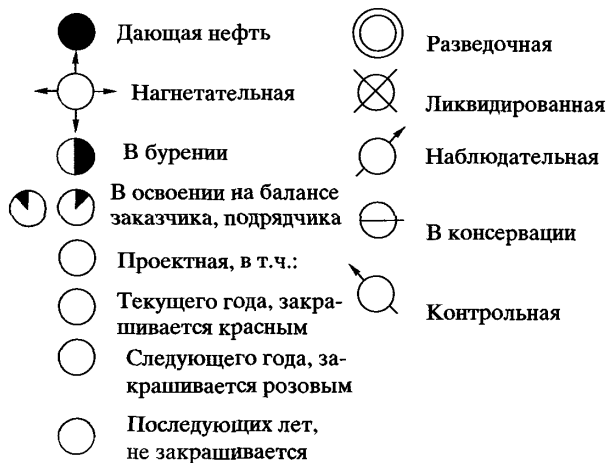 Дающая нефть
Нагнетательная
В бурении
В освоении на балансе
заказчика, подрядчика
Проектная, в т.ч.:
Текущего года, закра-
шивается красным
Следующего года, за-
крашивается розовым
Последующих лет,
не закрашивается
Разведочная
Ликвидированная
Наблюдательная
В консервации
Контрольная